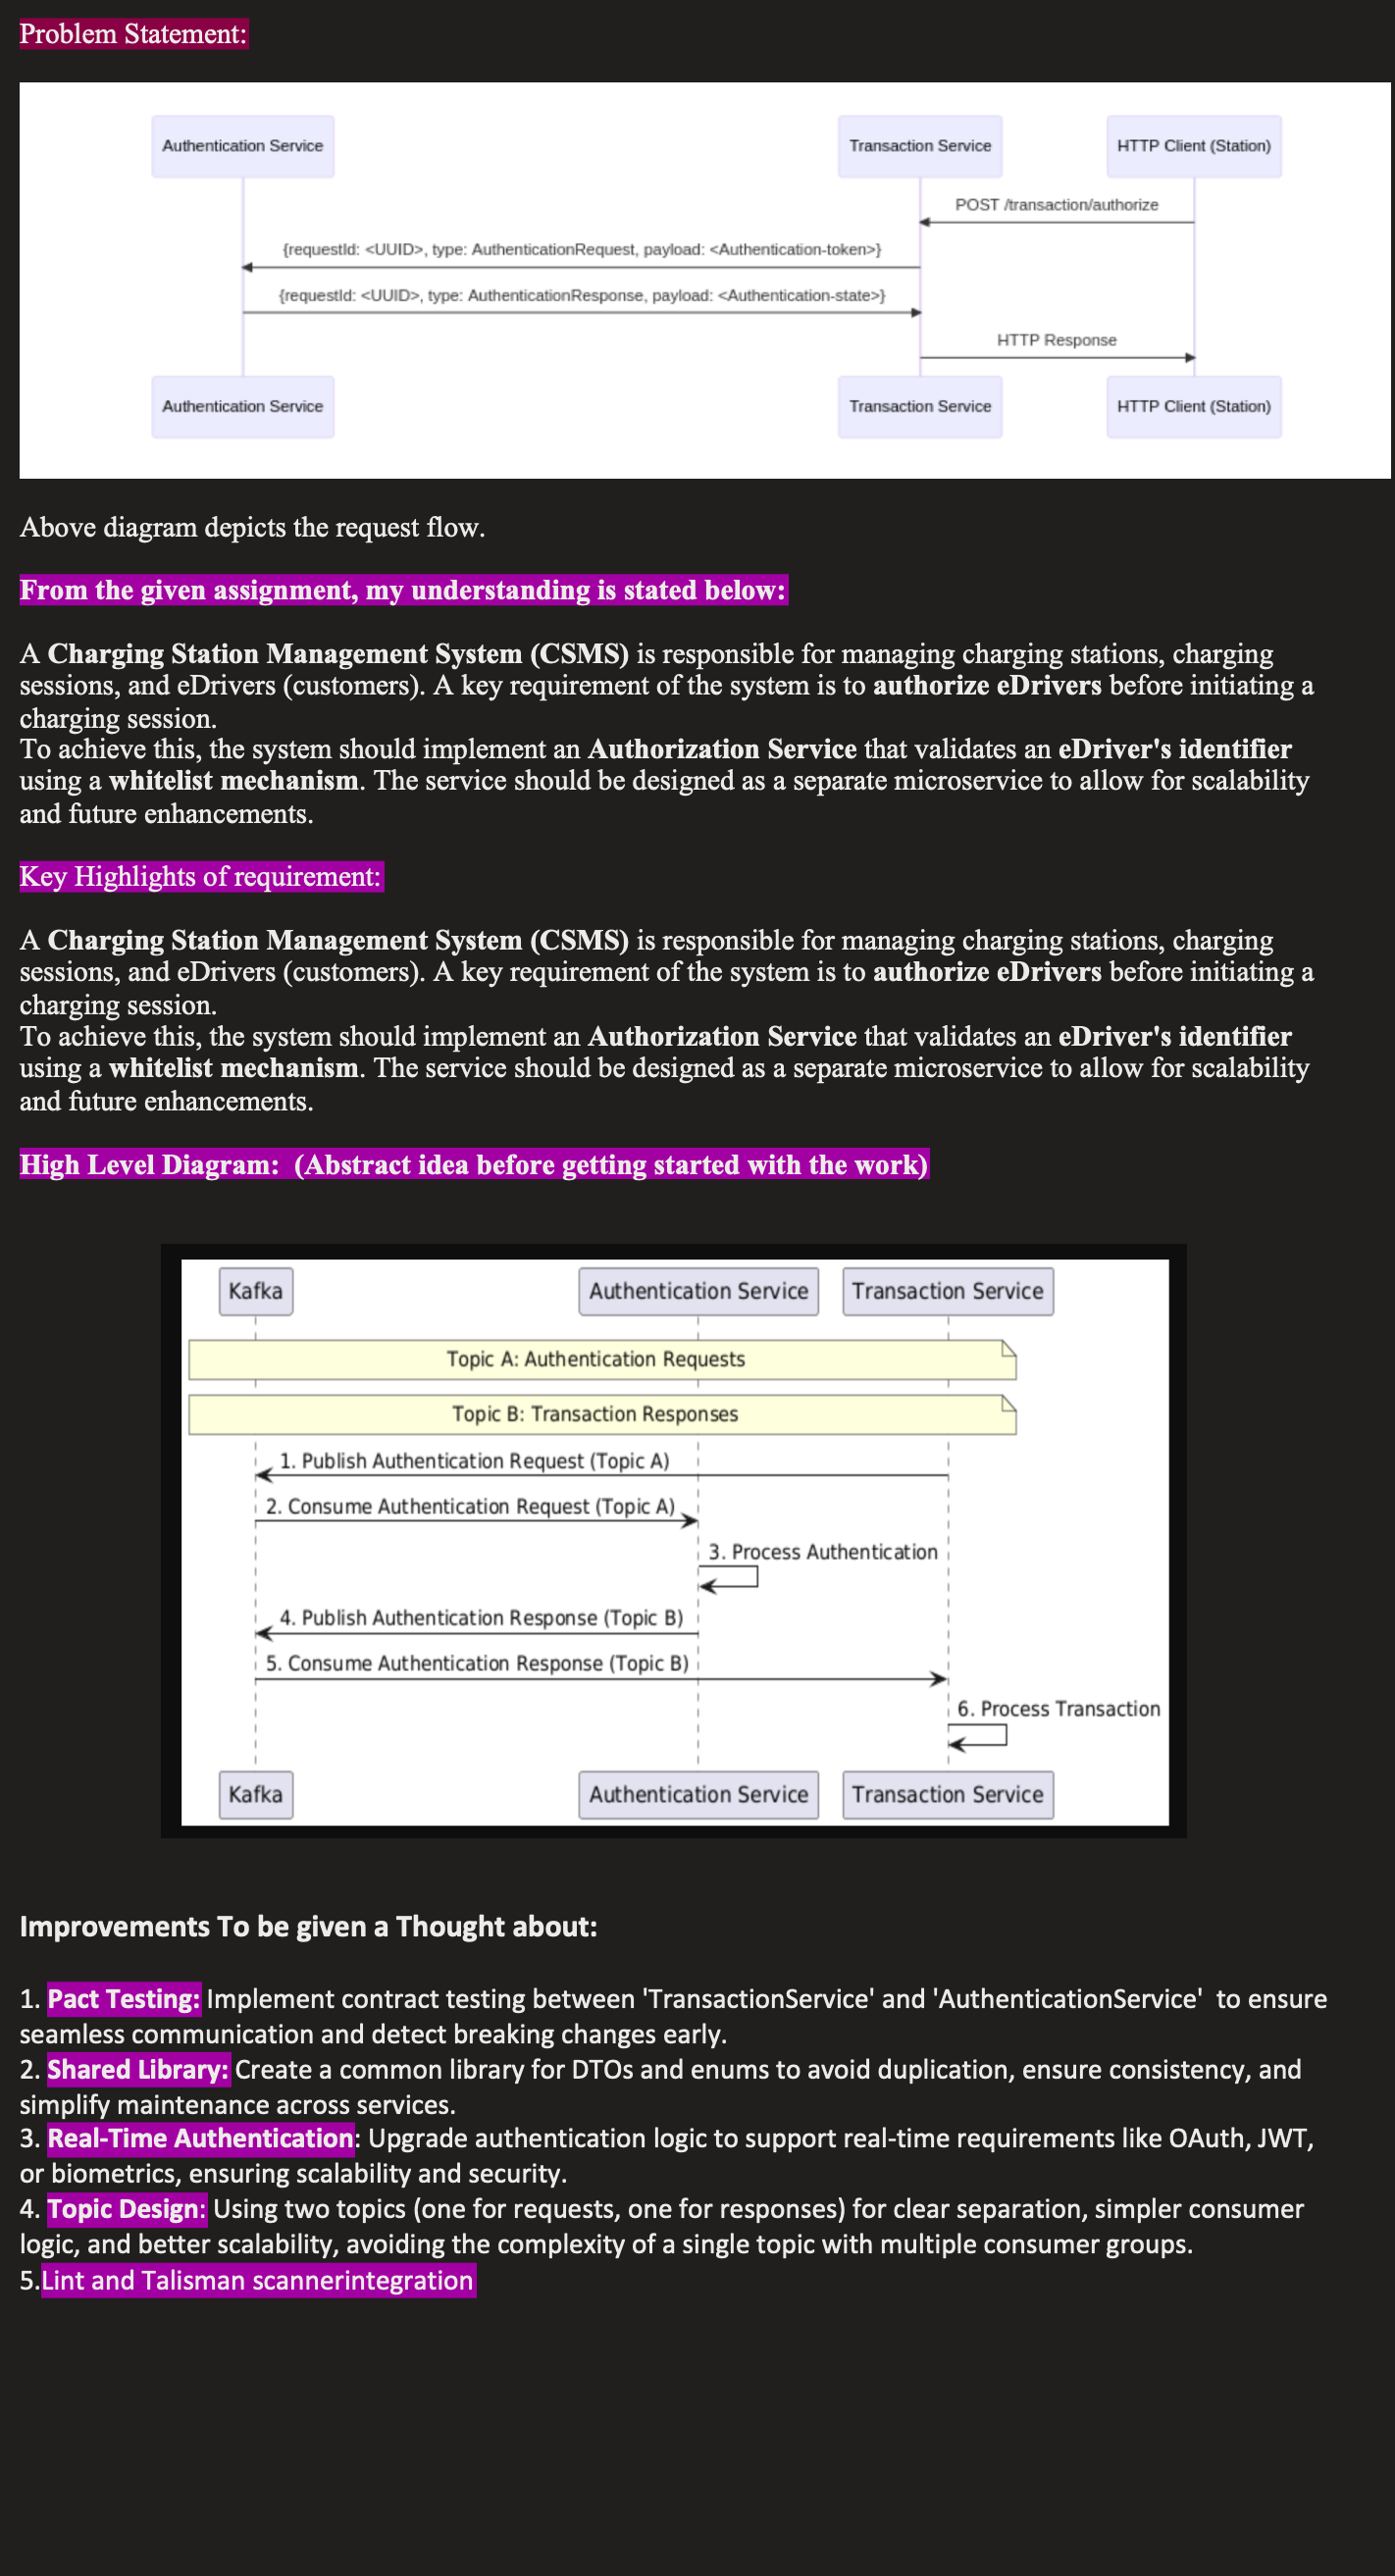 Problem Statement:
Authentication Service
Transaction Service
HTTP Client (Station)
POST /transaction/authorize
{requestId: <UUID>, type: AuthenticationRequest, payload: <Authentication-token>}
{requestId: <UUID>, type: AuthenticationResponse, payload: <Authentication-state>}
HTTP Response
Authentication Service
Transaction Service
HTTP Client (Station)
Above diagram depicts the request flow.
From the given assignment, my understanding is stated below:
A Charging Station Management System (CSMS) is responsible for managing charging stations, charging
sessions, and eDrivers (customers). A key requirement of the system is to authorize eDrivers before initiating a
charging session.
To achieve this, the system should implement an Authorization Service that validates an eDriver's identifier
using a whitelist mechanism. The service should be designed as a separate microservice to allow for scalability
and future enhancements.
Key Highlights of requirement:
A Charging Station Management System (CSMS) is responsible for managing charging stations, charging
sessions, and eDrivers (customers). A key requirement of the system is to authorize eDrivers before initiating a
charging session.
To achieve this, the system should implement an Authorization Service that validates an eDriver's identifier
using a whitelist mechanism. The service should be designed as a separate microservice to allow for scalability
and future enhancements.
High Level Diagram:  (Abstract idea before getting started with the work)
Kafka
Authentication Service
Transaction Service
Topic A: Authentication Requests
Topic B: Transaction Responses
1. Publish Authentication Request (Topic A)
2. Consume Authentication Request (Topic A)
3. Process Authentication
4. Publish Authentication Response (Topic B)
5. Consume Authentication Response (Topic B)
6. Process Transaction
Kafka
Authentication Service
Transaction Service
Improvements To be given a Thought about:
1. Pact Testing: Implement contract testing between 'TransactionService' and 'AuthenticationService'  to ensure
seamless communication and detect breaking changes early.
2. Shared Library: Create a common library for DTOs and enums to avoid duplication, ensure consistency, and
simplify maintenance across services.
3. Real-Time Authentication: Upgrade authentication logic to support real-time requirements like OAuth, JWT,
or biometrics, ensuring scalability and security.
4. Topic Design: Using two topics (one for requests, one for responses) for clear separation, simpler consumer
logic, and better scalability, avoiding the complexity of a single topic with multiple consumer groups.
5.Lint and Talisman scannerintegration